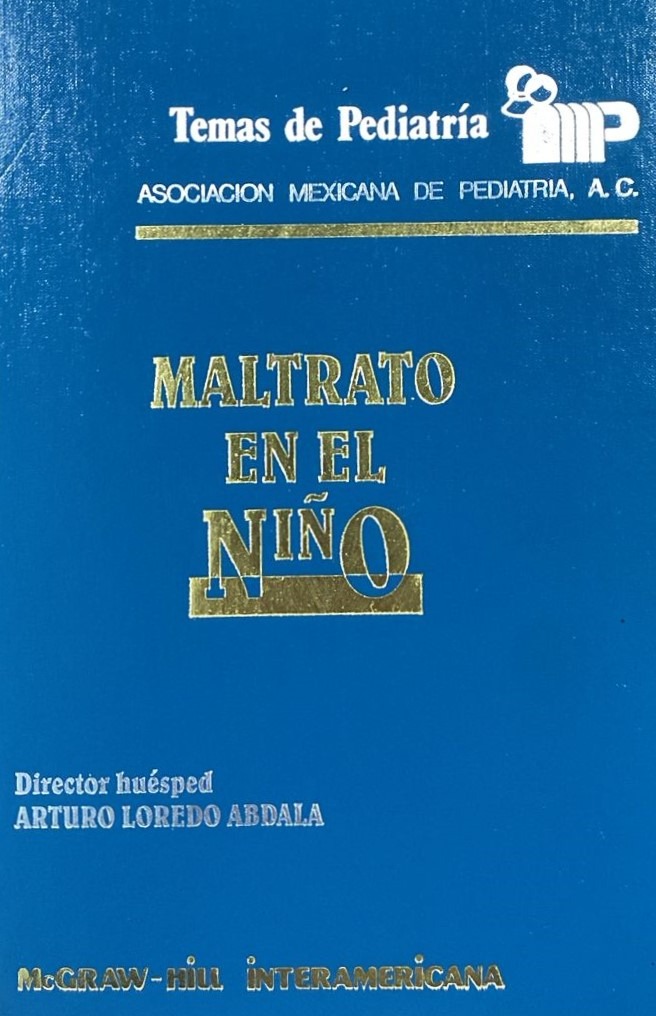 Temas de Pediatría
AMP
ASOCIACION MEXICANA DE PEDIATRIA, A.C.
MALTRATO
EN EL
NIÑO
Director huésped
ARTURO LOREDO ABDALA
McGRAW-HiLL iNTERAMERiCANA